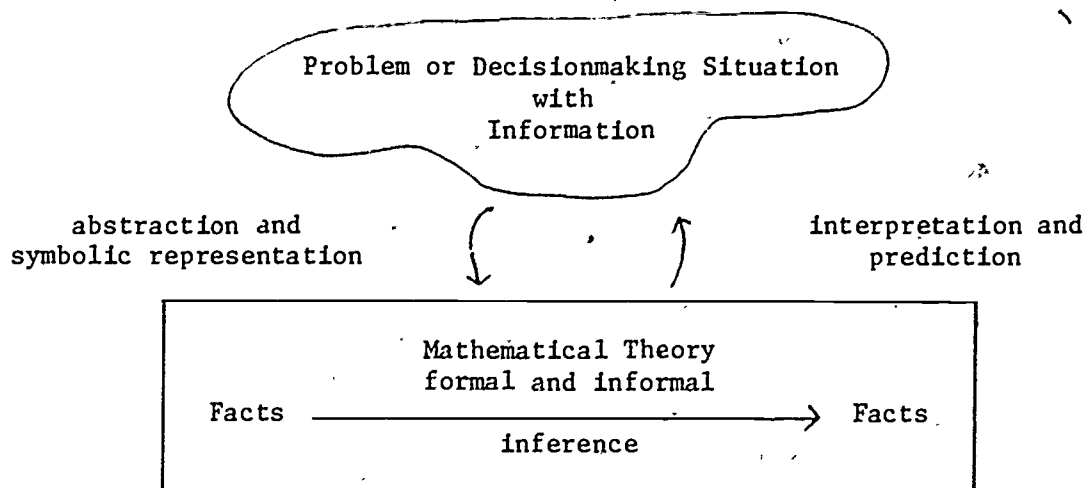 Problem or Decisionmaking Situation
with
Information
abstraction and
symbolic representation
interpretation and
prediction
Mathematical Theory
formal and informal
Facts
Facts
inference